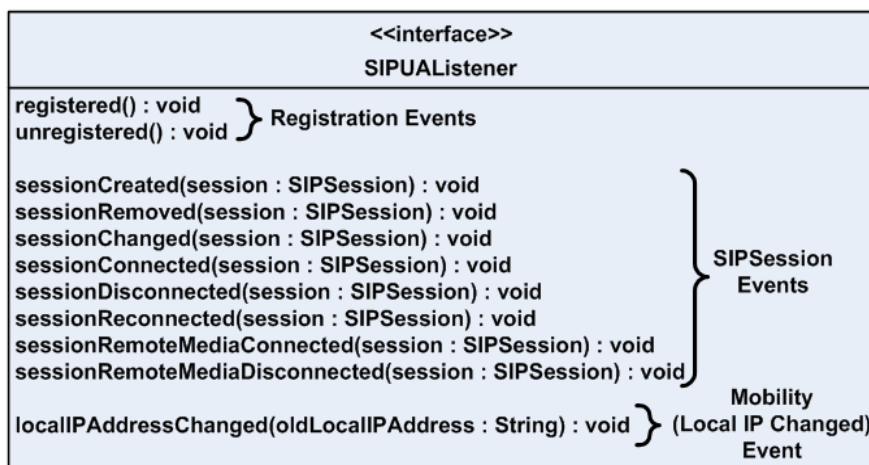 <<interface>>
SIPUAListener
registered() : void
unregistered() : void
Registration Events
sessionCreated(session : SIPSession) : void
sessionRemoved(session : SIPSession) : void
sessionChanged(session : SIPSession) : void
sessionConnected(session : SIPSession) : void
sessionDisconnected(session : SIPSession) : void
sessionReconnected(session : SIPSession) : void
sessionRemoteMediaConnected(session : SIPSession) : void
sessionRemoteMediaDisconnected(session : SIPSession) : void
SIPSession
Events
localIPAddressChanged(oldLocalIPAddress : String) : void
Mobility
(Local IP Changed)
Event